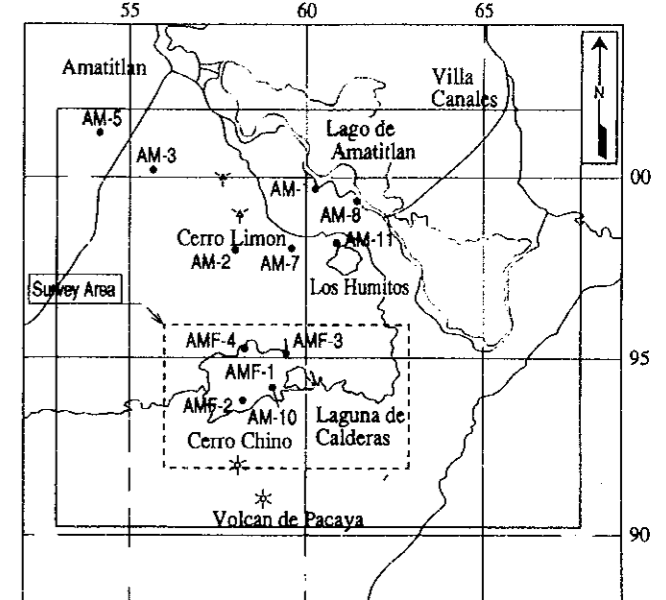 55 60 65
Amatitlan
Villa
Canales
N
AM-5
Lago de
Amatitlan
AM-3
00
AM-
AM-8
Cerro Limon
AM-11
AM-2
AM-7
Los Humitos
Survey Area
AMF-4
AMF-3
95
AMF-1
AMF-2
AM-10
Laguna de
Calderas
Cerro Chino
Volcan de Pacaya
90